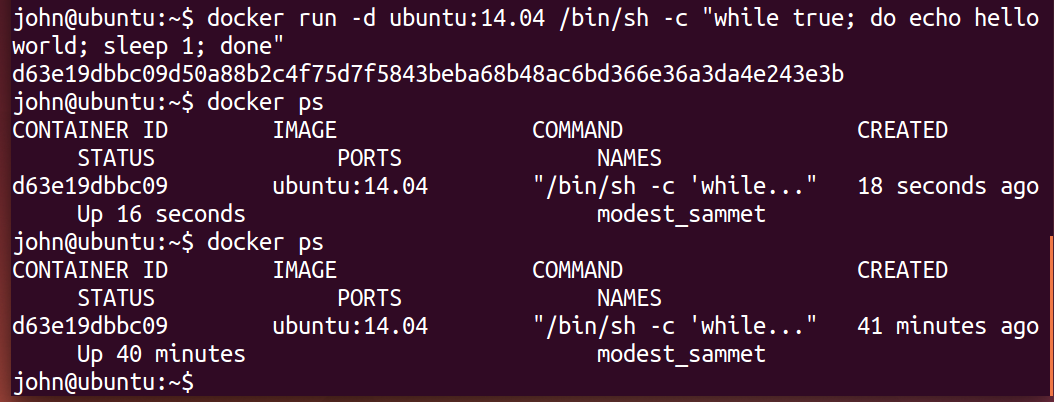 john@ubuntu:~$ docker run -d ubuntu:14.04 /bin/sh -c "while true; do echo hello
world; sleep 1; done"
d63e19dbbc09d50a88b2c4f75d7f5843beba68b48ac6bd366e36a3da4e243e3b
john@ubuntu:~$ docker ps
CONTAINER ID        IMAGE               COMMAND                  CREATED
     STATUS              PORTS               NAMES
d63e19dbbc09        ubuntu:14.04        "/bin/sh -c 'while..."   18 seconds ago
     Up 16 seconds                           modest_sammet
john@ubuntu:~$ docker ps
CONTAINER ID        IMAGE               COMMAND                  CREATED
     STATUS              PORTS               NAMES
d63e19dbbc09        ubuntu:14.04        "/bin/sh -c 'while..."   41 minutes ago
     Up 40 minutes                           modest_sammet
john@ubuntu:~$